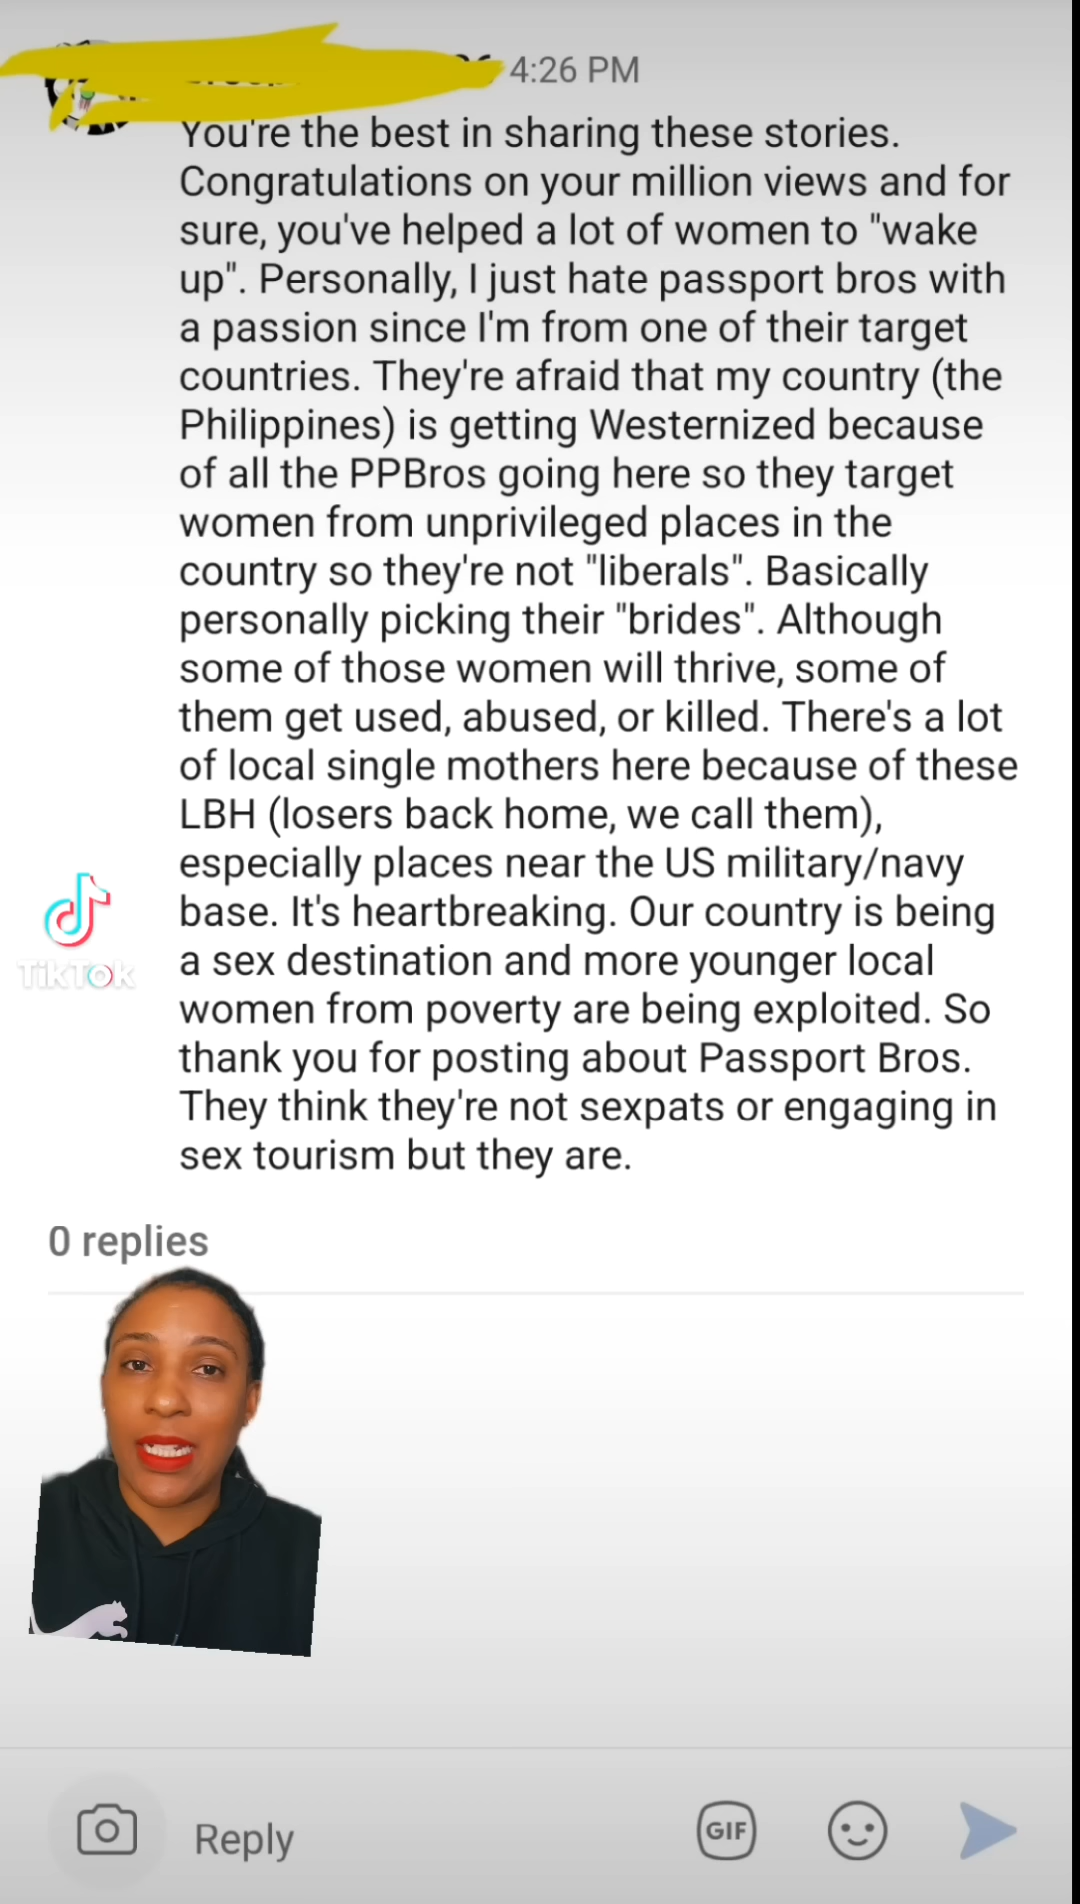 4:26 PM
You're the best in sharing these stories.
Congratulations on your million views and for
sure, you've helped a lot of women to "wake
up". Personally, I just hate passport bros with
a passion since I'm from one of their target
countries. They're afraid that my country (the
Philippines) is getting Westernized because
of all the PPBros going here so they target
women from unprivileged places in the
country so they're not "liberals". Basically
personally picking their "brides". Although
some of those women will thrive, some of
them get used, abused, or killed. There's a lot
of local single mothers here because of these
LBH (losers back home, we call them),
especially places near the US military/navy
base. It's heartbreaking. Our country is being
a sex destination and more younger local
women from poverty are being exploited. So
thank you for posting about Passport Bros.
They think they're not sexpats or engaging in
sex tourism but they are.
TikTok
0 replies
Reply
GIF